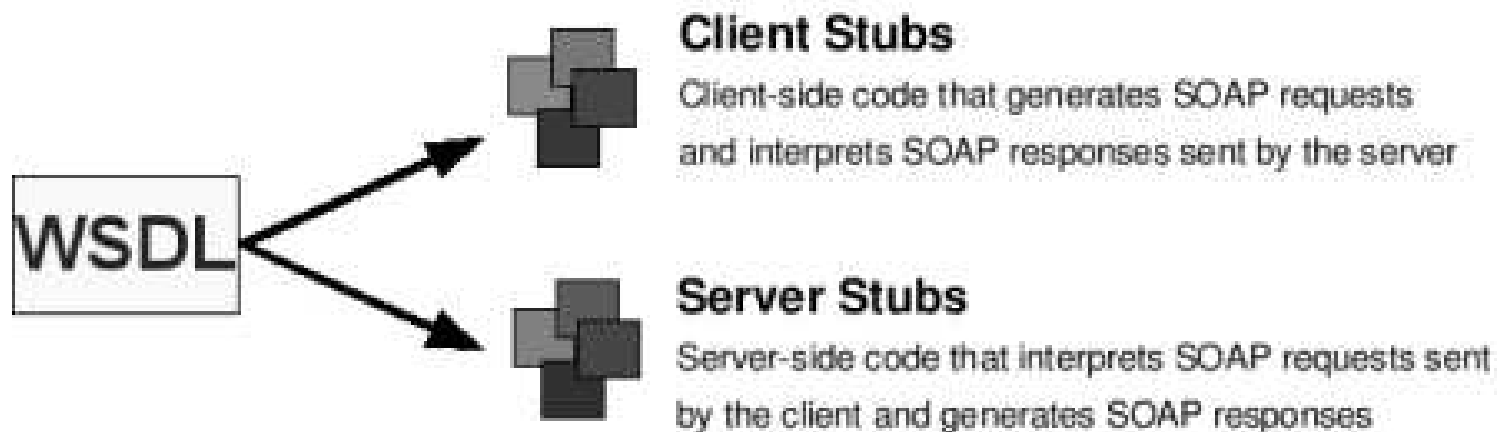 Client Stubs
Client-side code that generates SOAP requests
and interprets SOAP responses sent by the server
WSDL
Server Stubs
Server-side code that interprets SOAP requests sent
by the client and generates SOAP responses